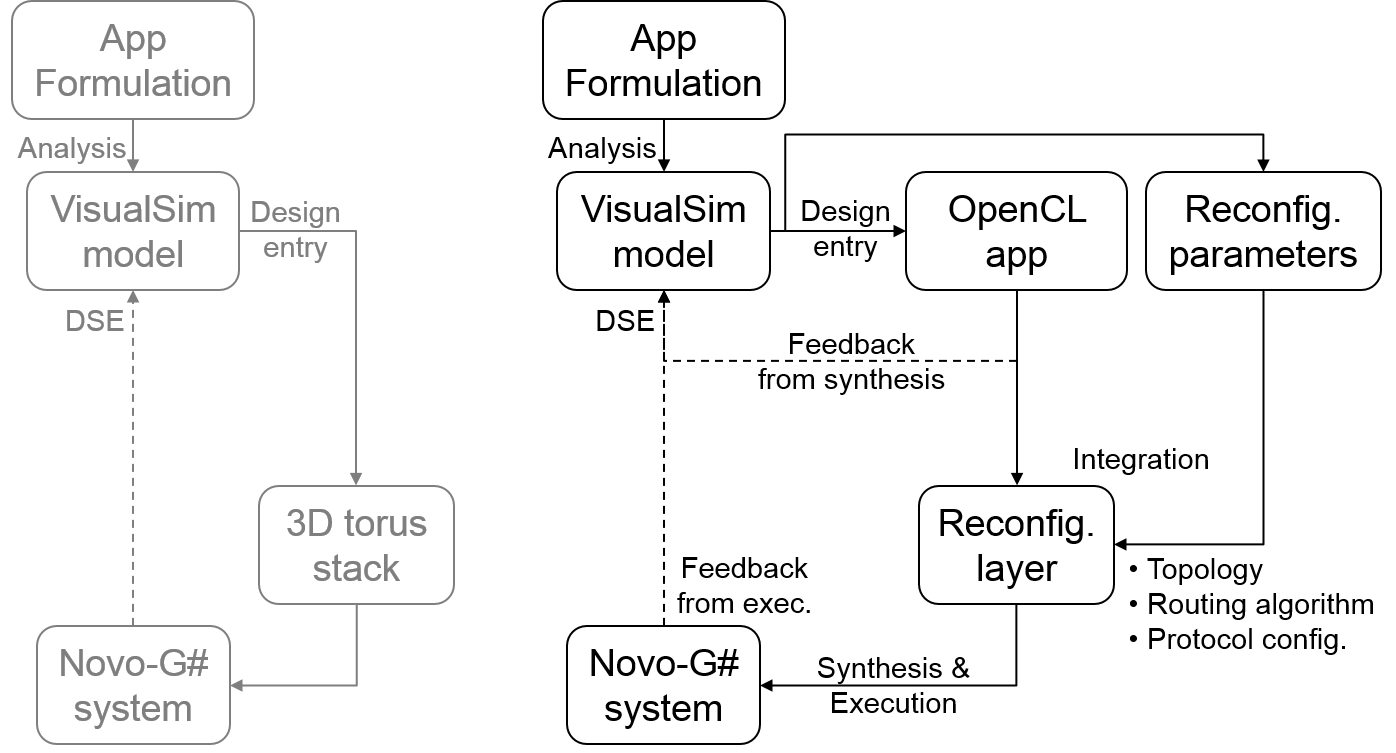 App
Formulation
Analysis
VisualSim
model
Design
entry
DSE
3D torus
stack
Novo-G#
system
App
Formulation
Analysis
VisualSim
model
Design
entry
OpenCL
app
Reconfig.
parameters
DSE
Feedback
from synthesis
Integration
Reconfig.
layer
• Topology
• Routing algorithm
• Protocol config.
Feedback
from exec.
Novo-G#
system
Synthesis &
Execution